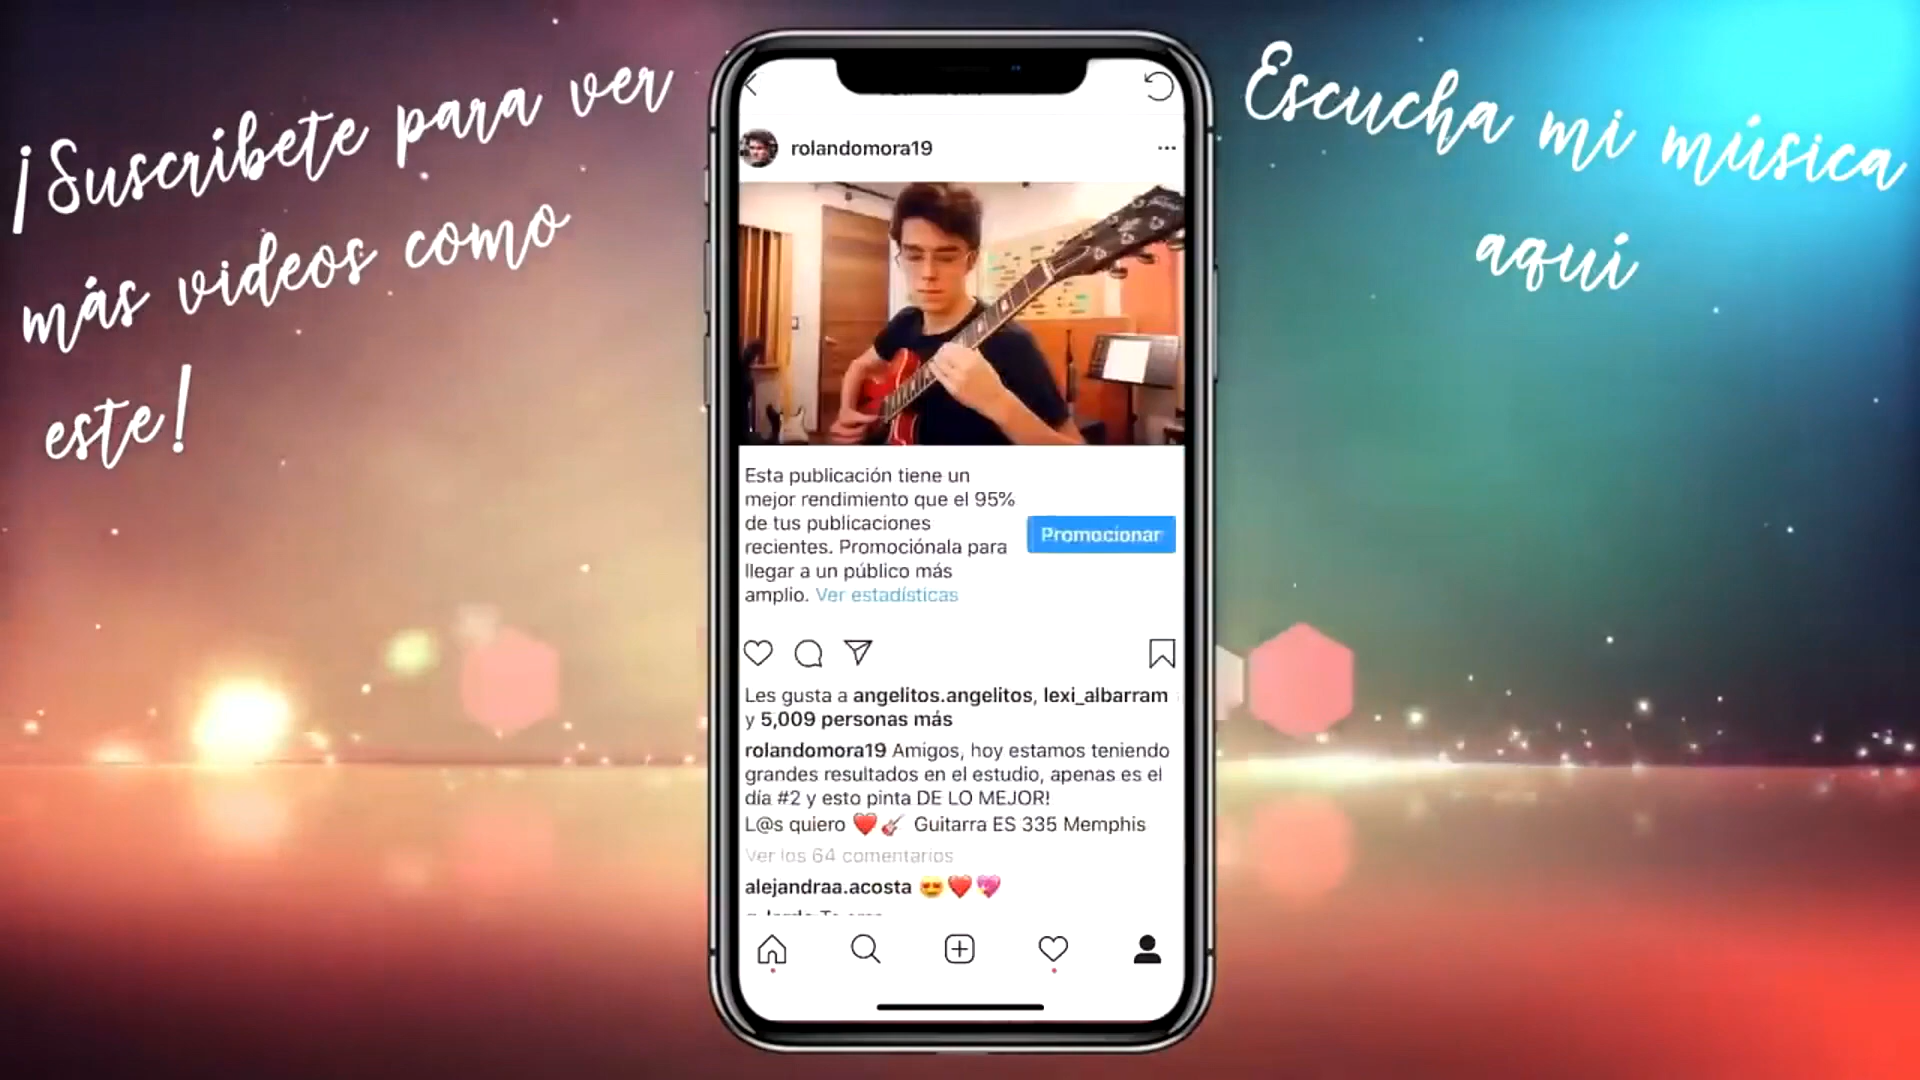 ¡Suscribete para ver
más videos como
este!
Escucha mi música
aquí
rolandomora19
Esta publicación tiene un
mejor rendimiento que el 95%
de tus publicaciones
recientes. Promociónala para
llegar a un público más
amplio. Ver estadísticas
Promocionar
Les gusta a angelitos.angelitos, lexi_albarram
y 5,009 personas más
rolandomora19 Amigos, hoy estamos teniendo
grandes resultados en el estudio, apenas es el
día #2 y esto pinta DE LO MEJOR!
L@s quiero ❤️🎸 Guitarra ES 335 Memphis
Ver los 64 comentarios
alejandraa.acosta 😍❤️💖